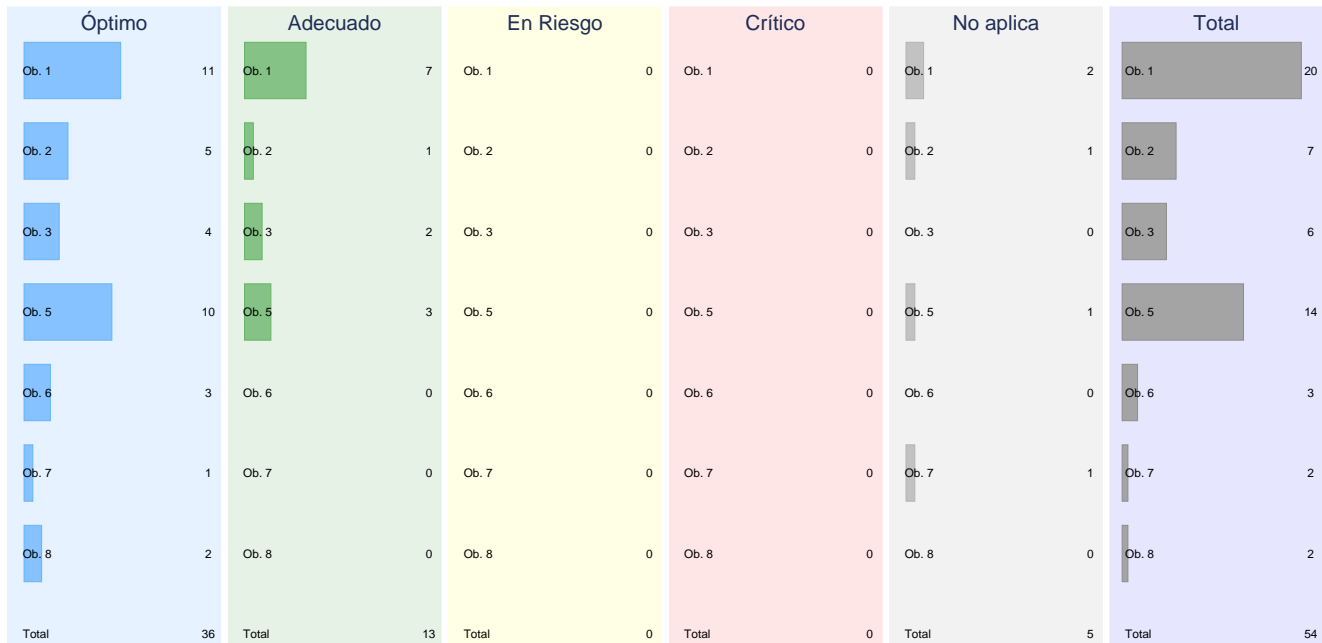 Óptimo Adecuado En Riesgo Crítico No aplica Total
Ob. 1 11 Ob. 1 7 Ob. 1 0 Ob. 1 0 Ob. 1 2 Ob. 1 20
Ob. 2 5 Ob. 2 1 Ob. 2 0 Ob. 2 0 Ob. 2 1 Ob. 2 7
Ob. 3 4 Ob. 3 2 Ob. 3 0 Ob. 3 0 Ob. 3 0 Ob. 3 6
Ob. 5 10 Ob. 5 3 Ob. 5 0 Ob. 5 0 Ob. 5 1 Ob. 5 14
Ob. 6 3 Ob. 6 0 Ob. 6 0 Ob. 6 0 Ob. 6 0 Ob. 6 3
Ob. 7 1 Ob. 7 0 Ob. 7 0 Ob. 7 0 Ob. 7 1 Ob. 7 2
Ob. 8 2 Ob. 8 0 Ob. 8 0 Ob. 8 0 Ob. 8 0 Ob. 8 2
Total 36 Total 13 Total 0 Total 0 Total 5 Total 54